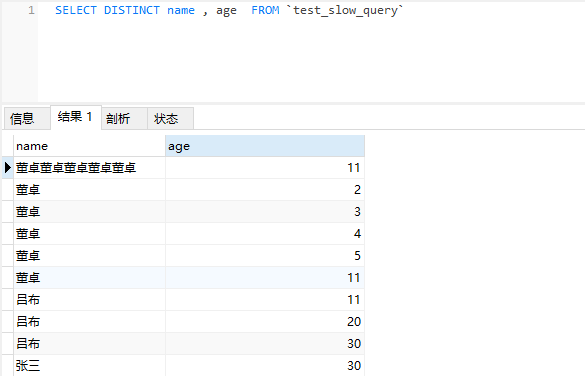 1 SELECT DISTINCT name , age  FROM `test_slow_query`
信息 结果 1 剖析 状态
name age
董卓董卓董卓董卓董卓 11
董卓 2
董卓 3
董卓 4
董卓 5
董卓 11
吕布 11
吕布 20
吕布 30
张三 30